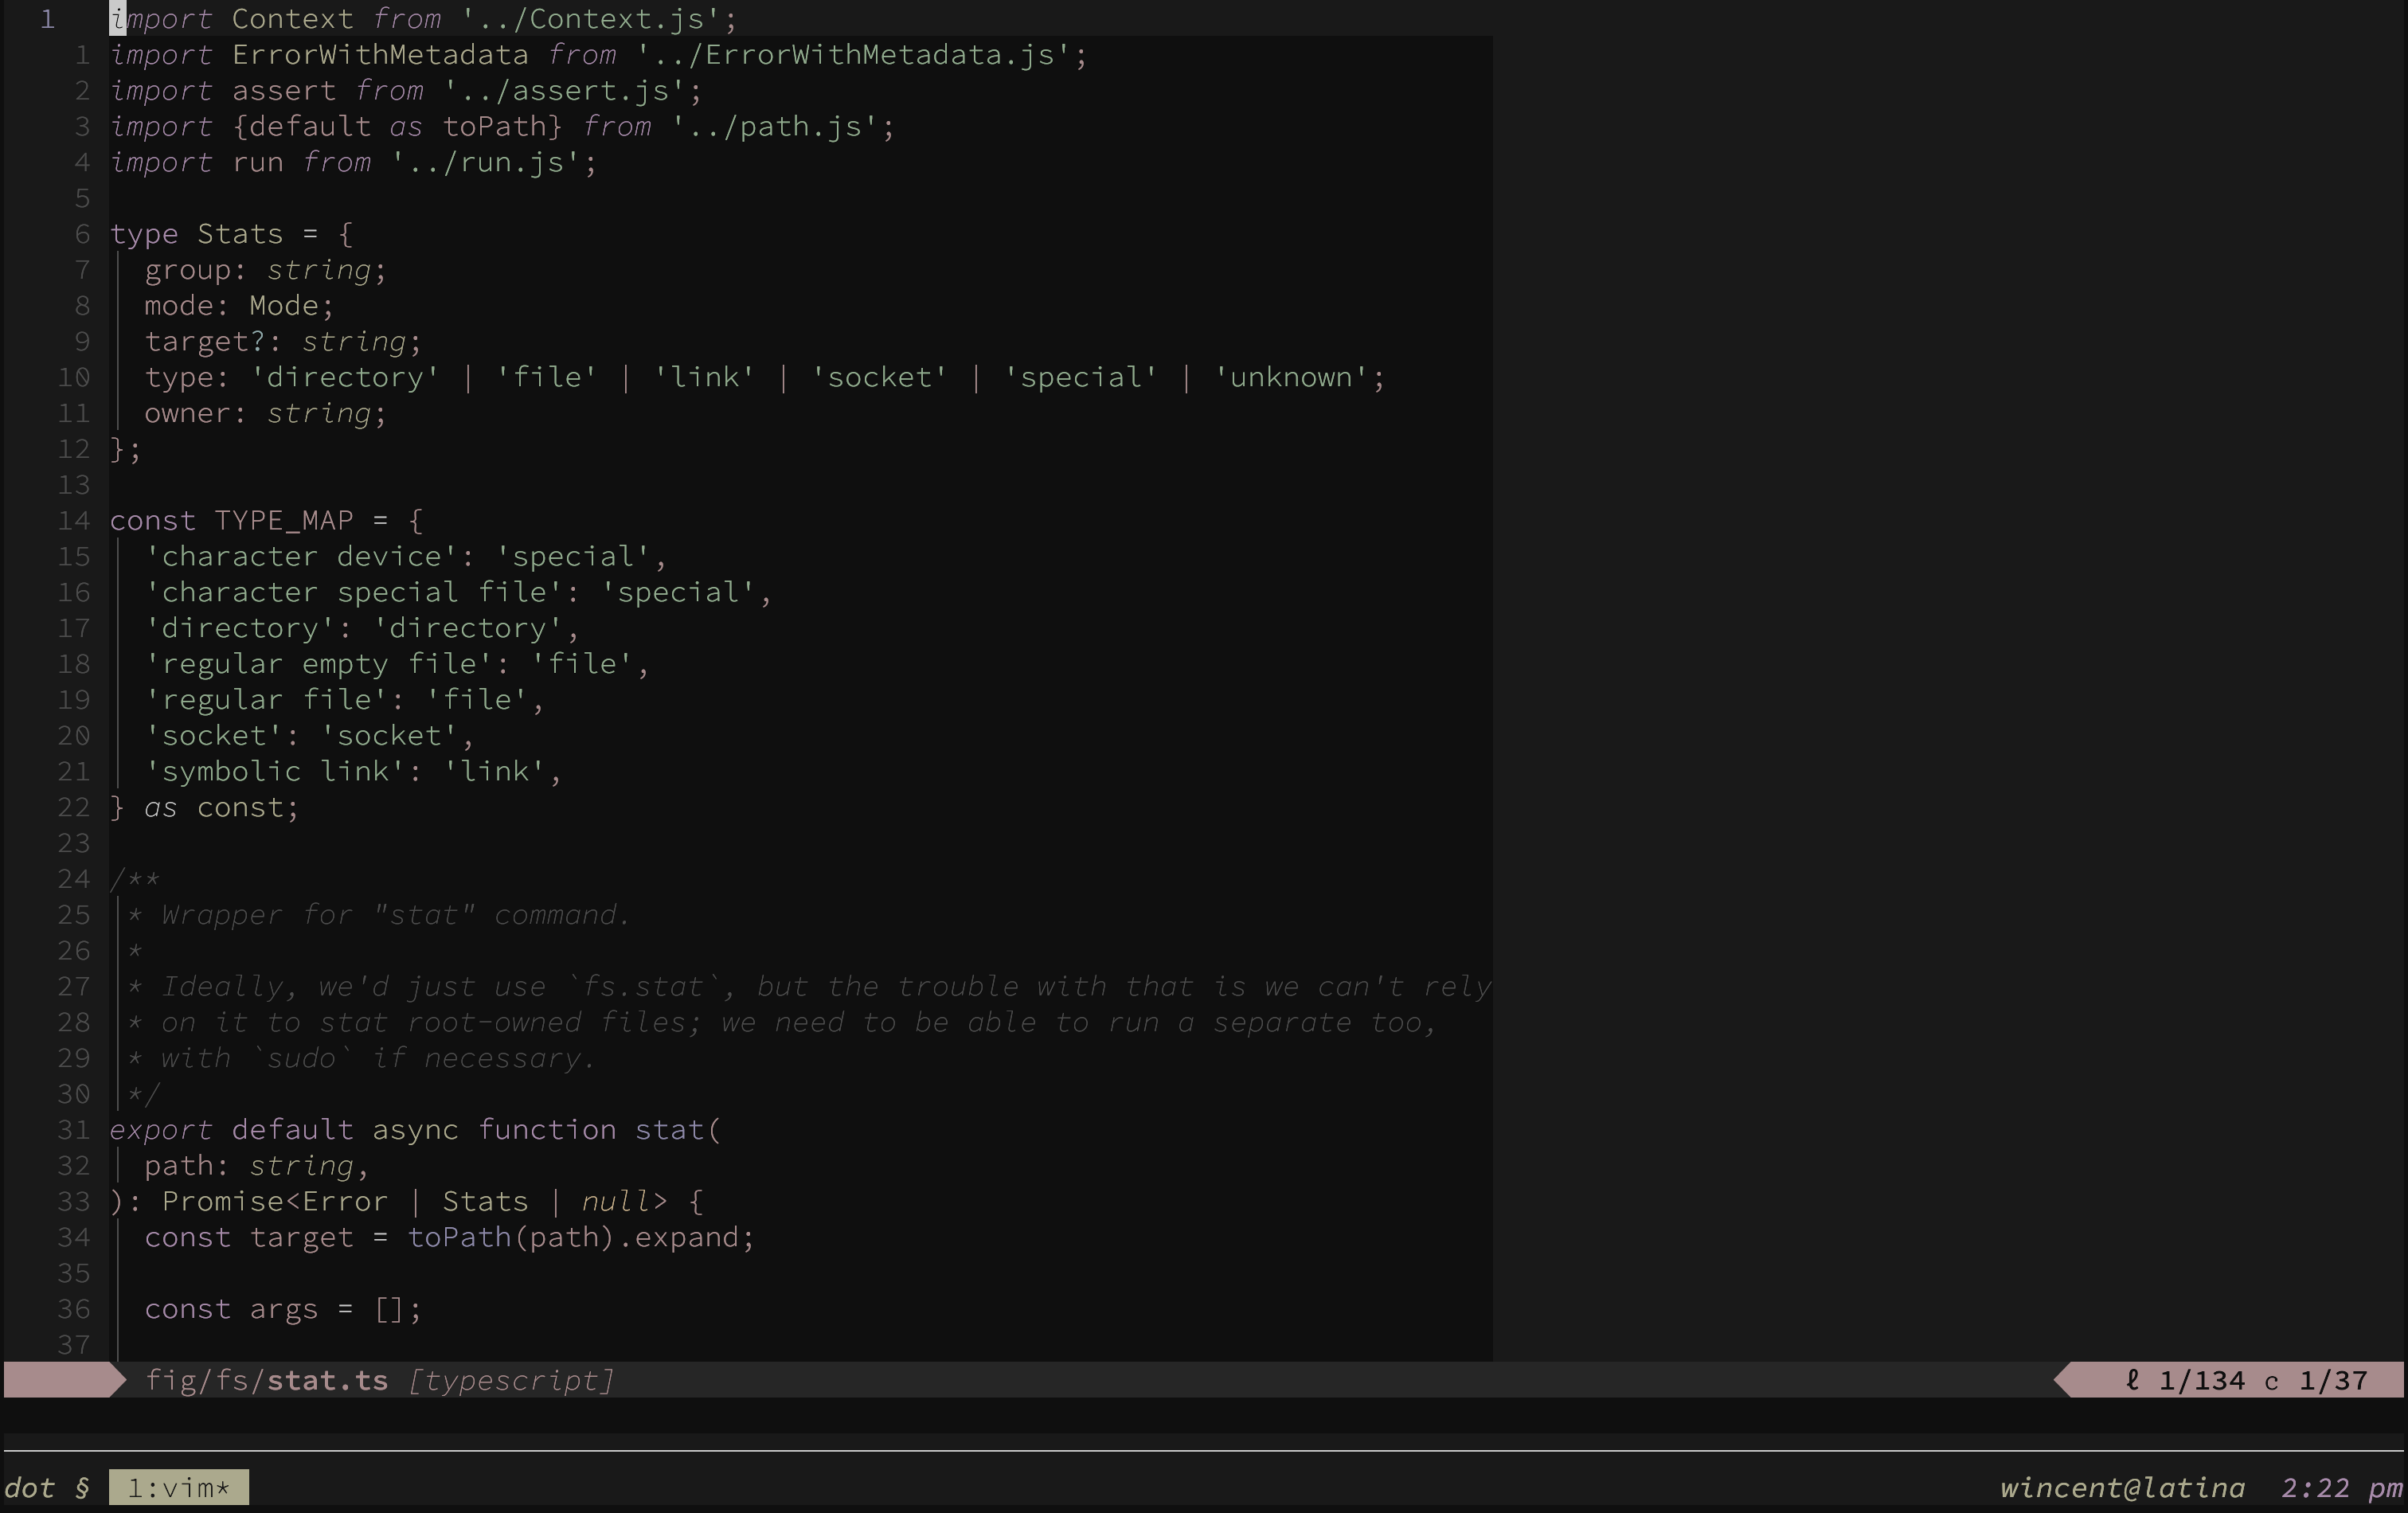 1 import Context from '../Context.js';
1 import ErrorWithMetadata from '../ErrorWithMetadata.js';
2 import assert from '../assert.js';
3 import {default as toPath} from '../path.js';
4 import run from '../run.js';
5
6 type Stats = {
7   group: string;
8   mode: Mode;
9   target?: string;
10   type: 'directory' | 'file' | 'link' | 'socket' | 'special' | 'unknown';
11   owner: string;
12 };
13
14 const TYPE_MAP = {
15   'character device': 'special',
16   'character special file': 'special',
17   'directory': 'directory',
18   'regular empty file': 'file',
19   'regular file': 'file',
20   'socket': 'socket',
21   'symbolic link': 'link',
22 } as const;
23
24 /**
25  * Wrapper for "stat" command.
26  *
27  * Ideally, we'd just use `fs.stat`, but the trouble with that is we can't rely
28  * on it to stat root-owned files; we need to be able to run a separate too,
29  * with `sudo` if necessary.
30  */
31 export default async function stat(
32   path: string,
33 ): Promise<Error | Stats | null> {
34   const target = toPath(path).expand;
35
36   const args = [];
37
fig/fs/stat.ts [typescript] ℓ 1/134 c 1/37
dot § 1:vim* wincent@latina 2:22 pm